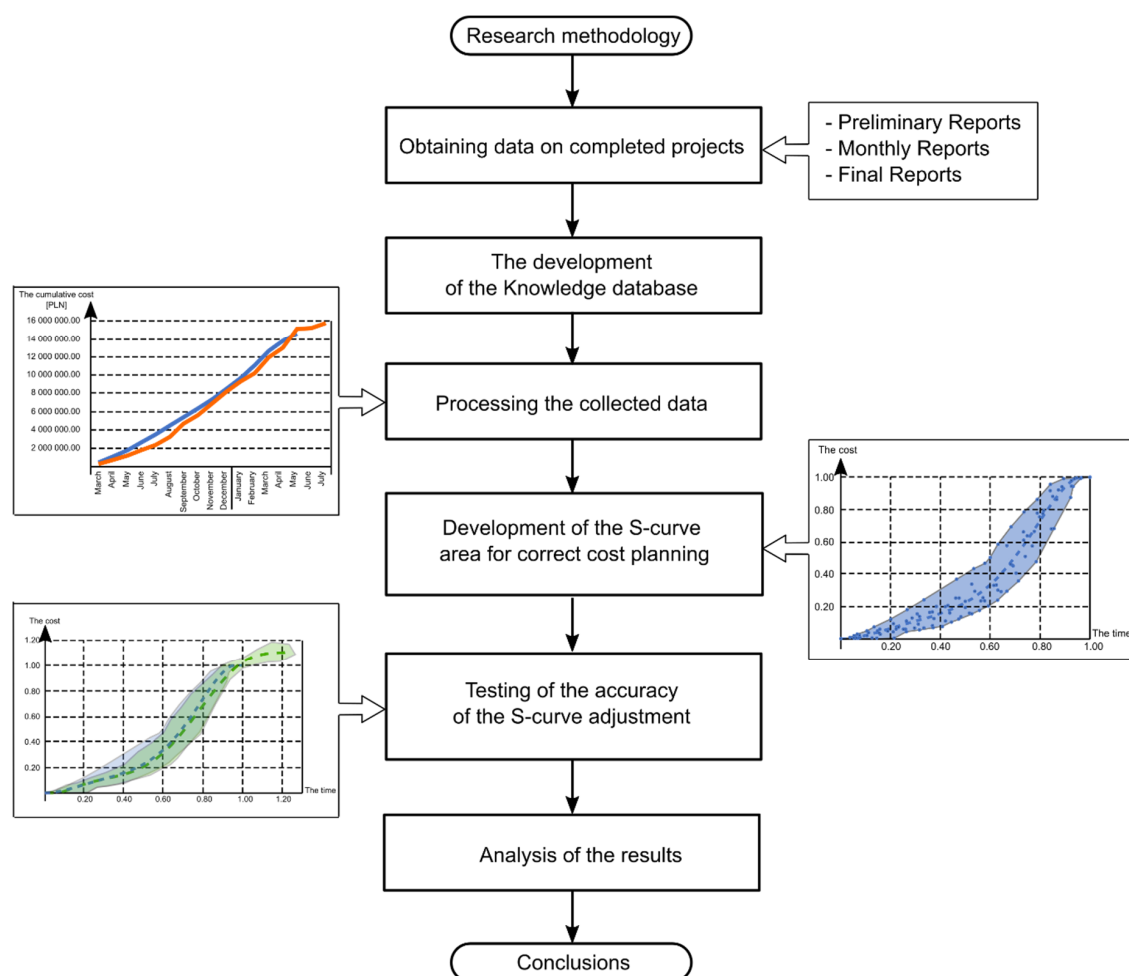 Research methodology
Obtaining data on completed projects
- Preliminary Reports
- Monthly Reports
- Final Reports
The development
of the Knowledge database
The cumulative cost
[PLN]
16 000 000.00
14 000 000.00
12 000 000.00
10 000 000.00
8 000 000.00
6 000 000.00
4 000 000.00
2 000 000.00
March
April
May
June
July
August
September
October
November
December
January
February
March
April
May
June
July
Processing the collected data
Development of the S-curve
area for correct cost planning
The cost
1.00
0.80
0.60
0.40
0.20
0.20
0.40
0.60
0.80
1.00
The time
The cost
1.20
1.00
0.80
0.60
0.40
0.20
0.20
0.40
0.60
0.80
1.00
1.20
The time
Testing of the accuracy
of the S-curve adjustment
Analysis of the results
Conclusions